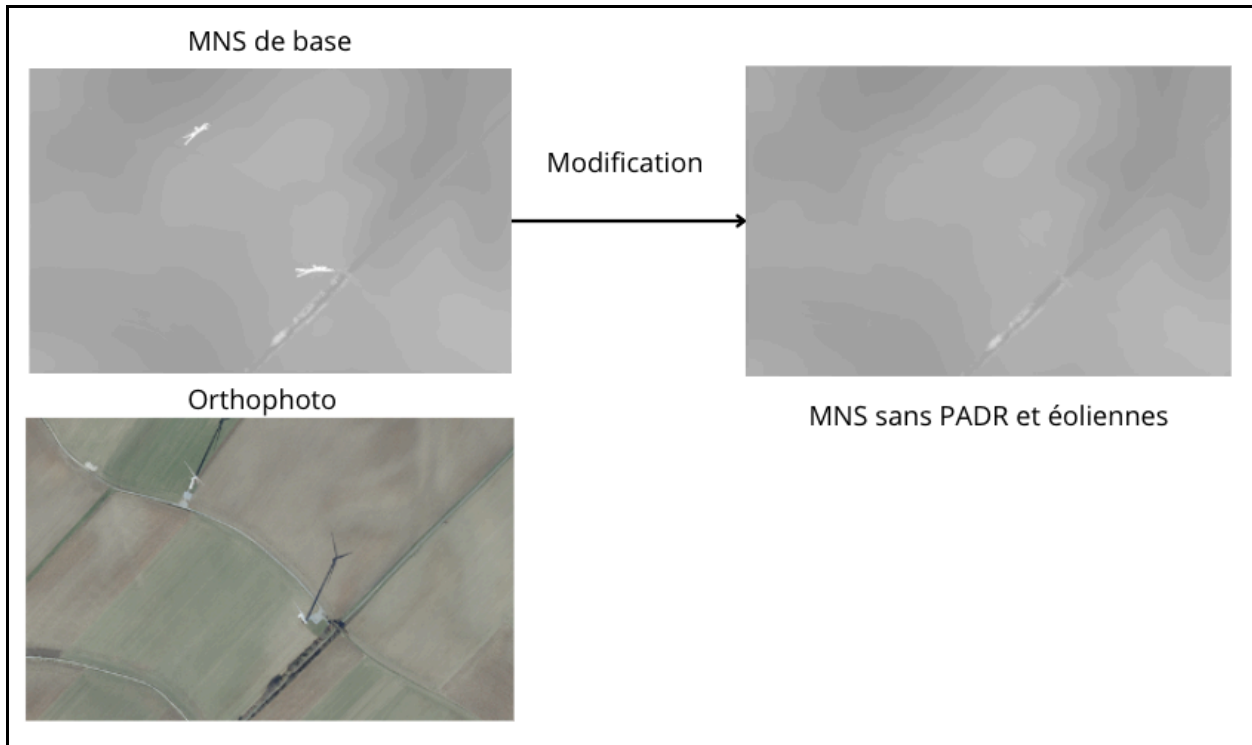 MNS de base
Modification
Orthophoto
MNS sans PADR et éoliennes